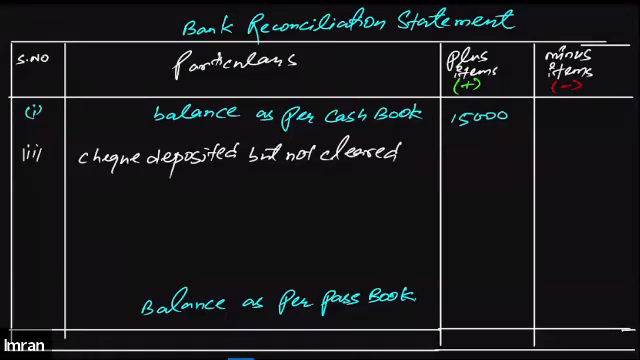 Bank Reconciliation Statement
S.NO Particulars plus items (+) minus items (-)
(i) balance as per Cash Book 15000
(ii) cheque deposited but not cleared
Balance as per pass Book
Imran